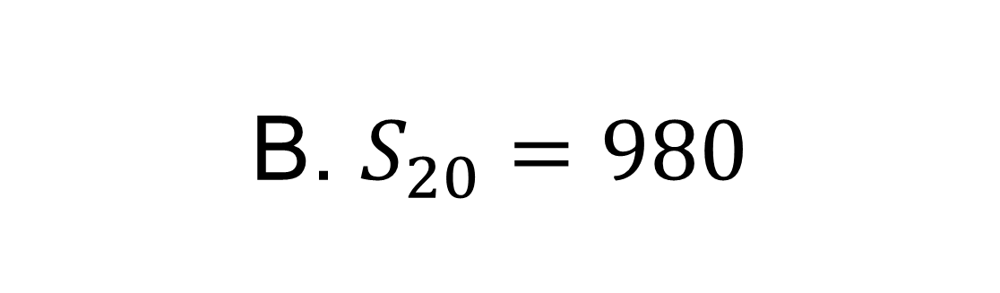 B. S₂₀ = 980